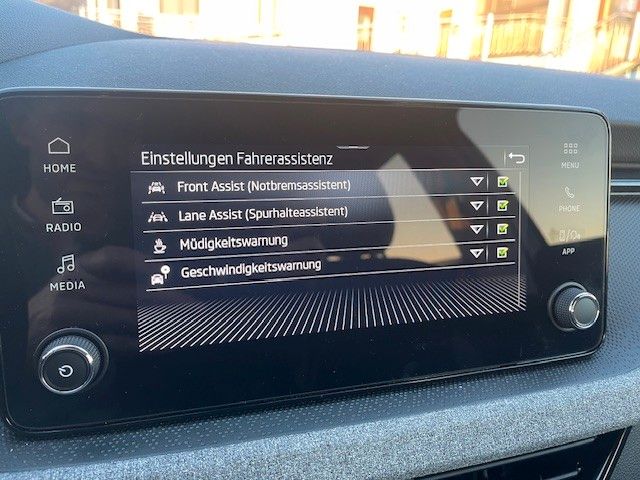 Einstellungen Fahrerassistenz
HOME
RADIO
MEDIA
Front Assist (Notbremsassistent)
Lane Assist (Spurhalteassistent)
Müdigkeitswarnung
Geschwindigkeitswarnung
MENU
PHONE
APP